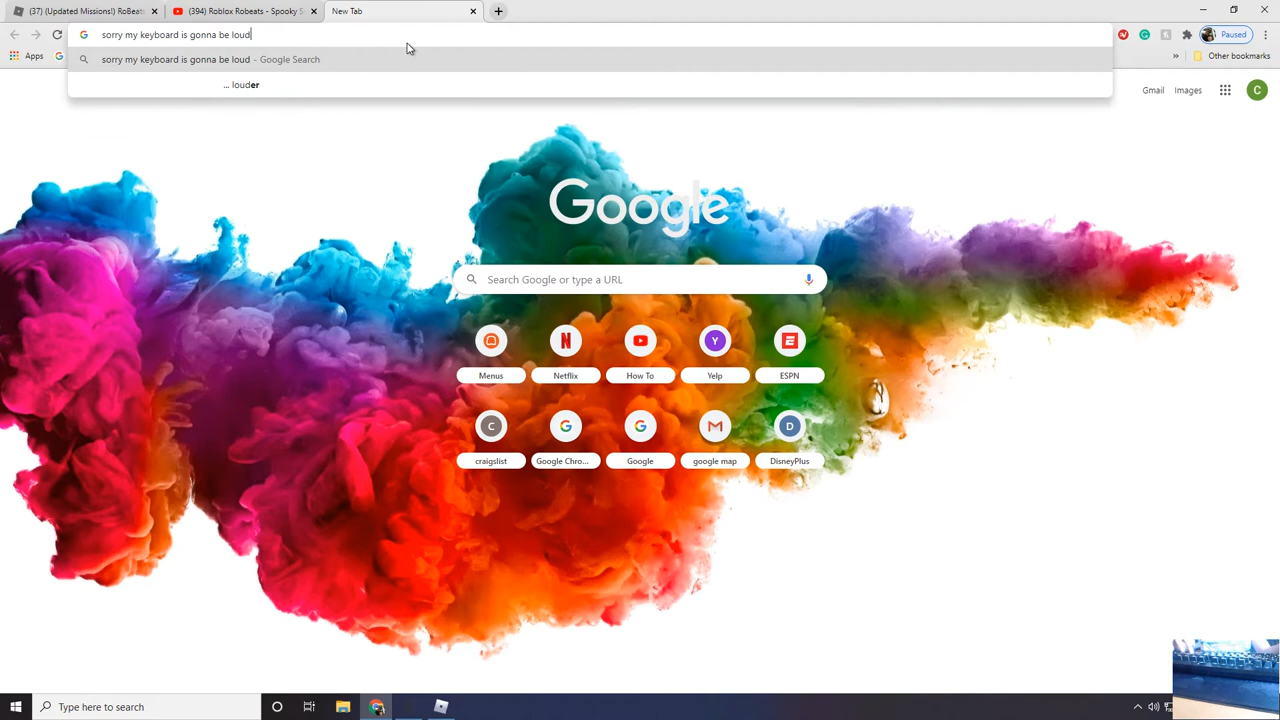 (37) (Updated Missions!) RoBeats
(394) Roblox Robeats - Spooky S
New Tab
sorry my keyboard is gonna be loud
Paused
Apps
sorry my keyboard is gonna be loud - Google Search
Other bookmarks
... louder
Gmail
Images
C
Google
Search Google or type a URL
Y
Menus
Netflix
How To
Yelp
ESPN
C
D
craigslist
Google Chro...
Google
google map
DisneyPlus
Type here to search